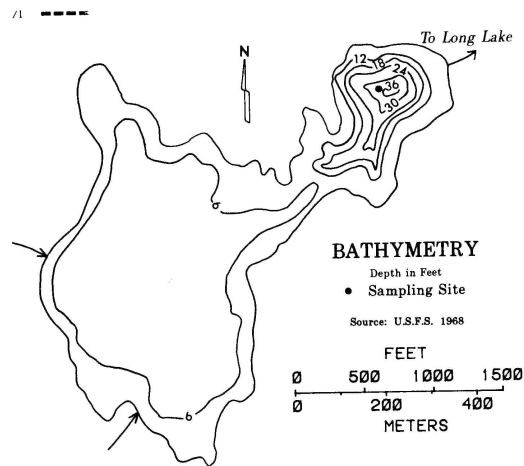 /1
To Long Lake
N
12
18
24
36
30
6
BATHYMETRY
Depth in Feet
Sampling Site
Source: U.S.F.S. 1968
FEET
0 500 1000 1500
0 200 400
METERS
6